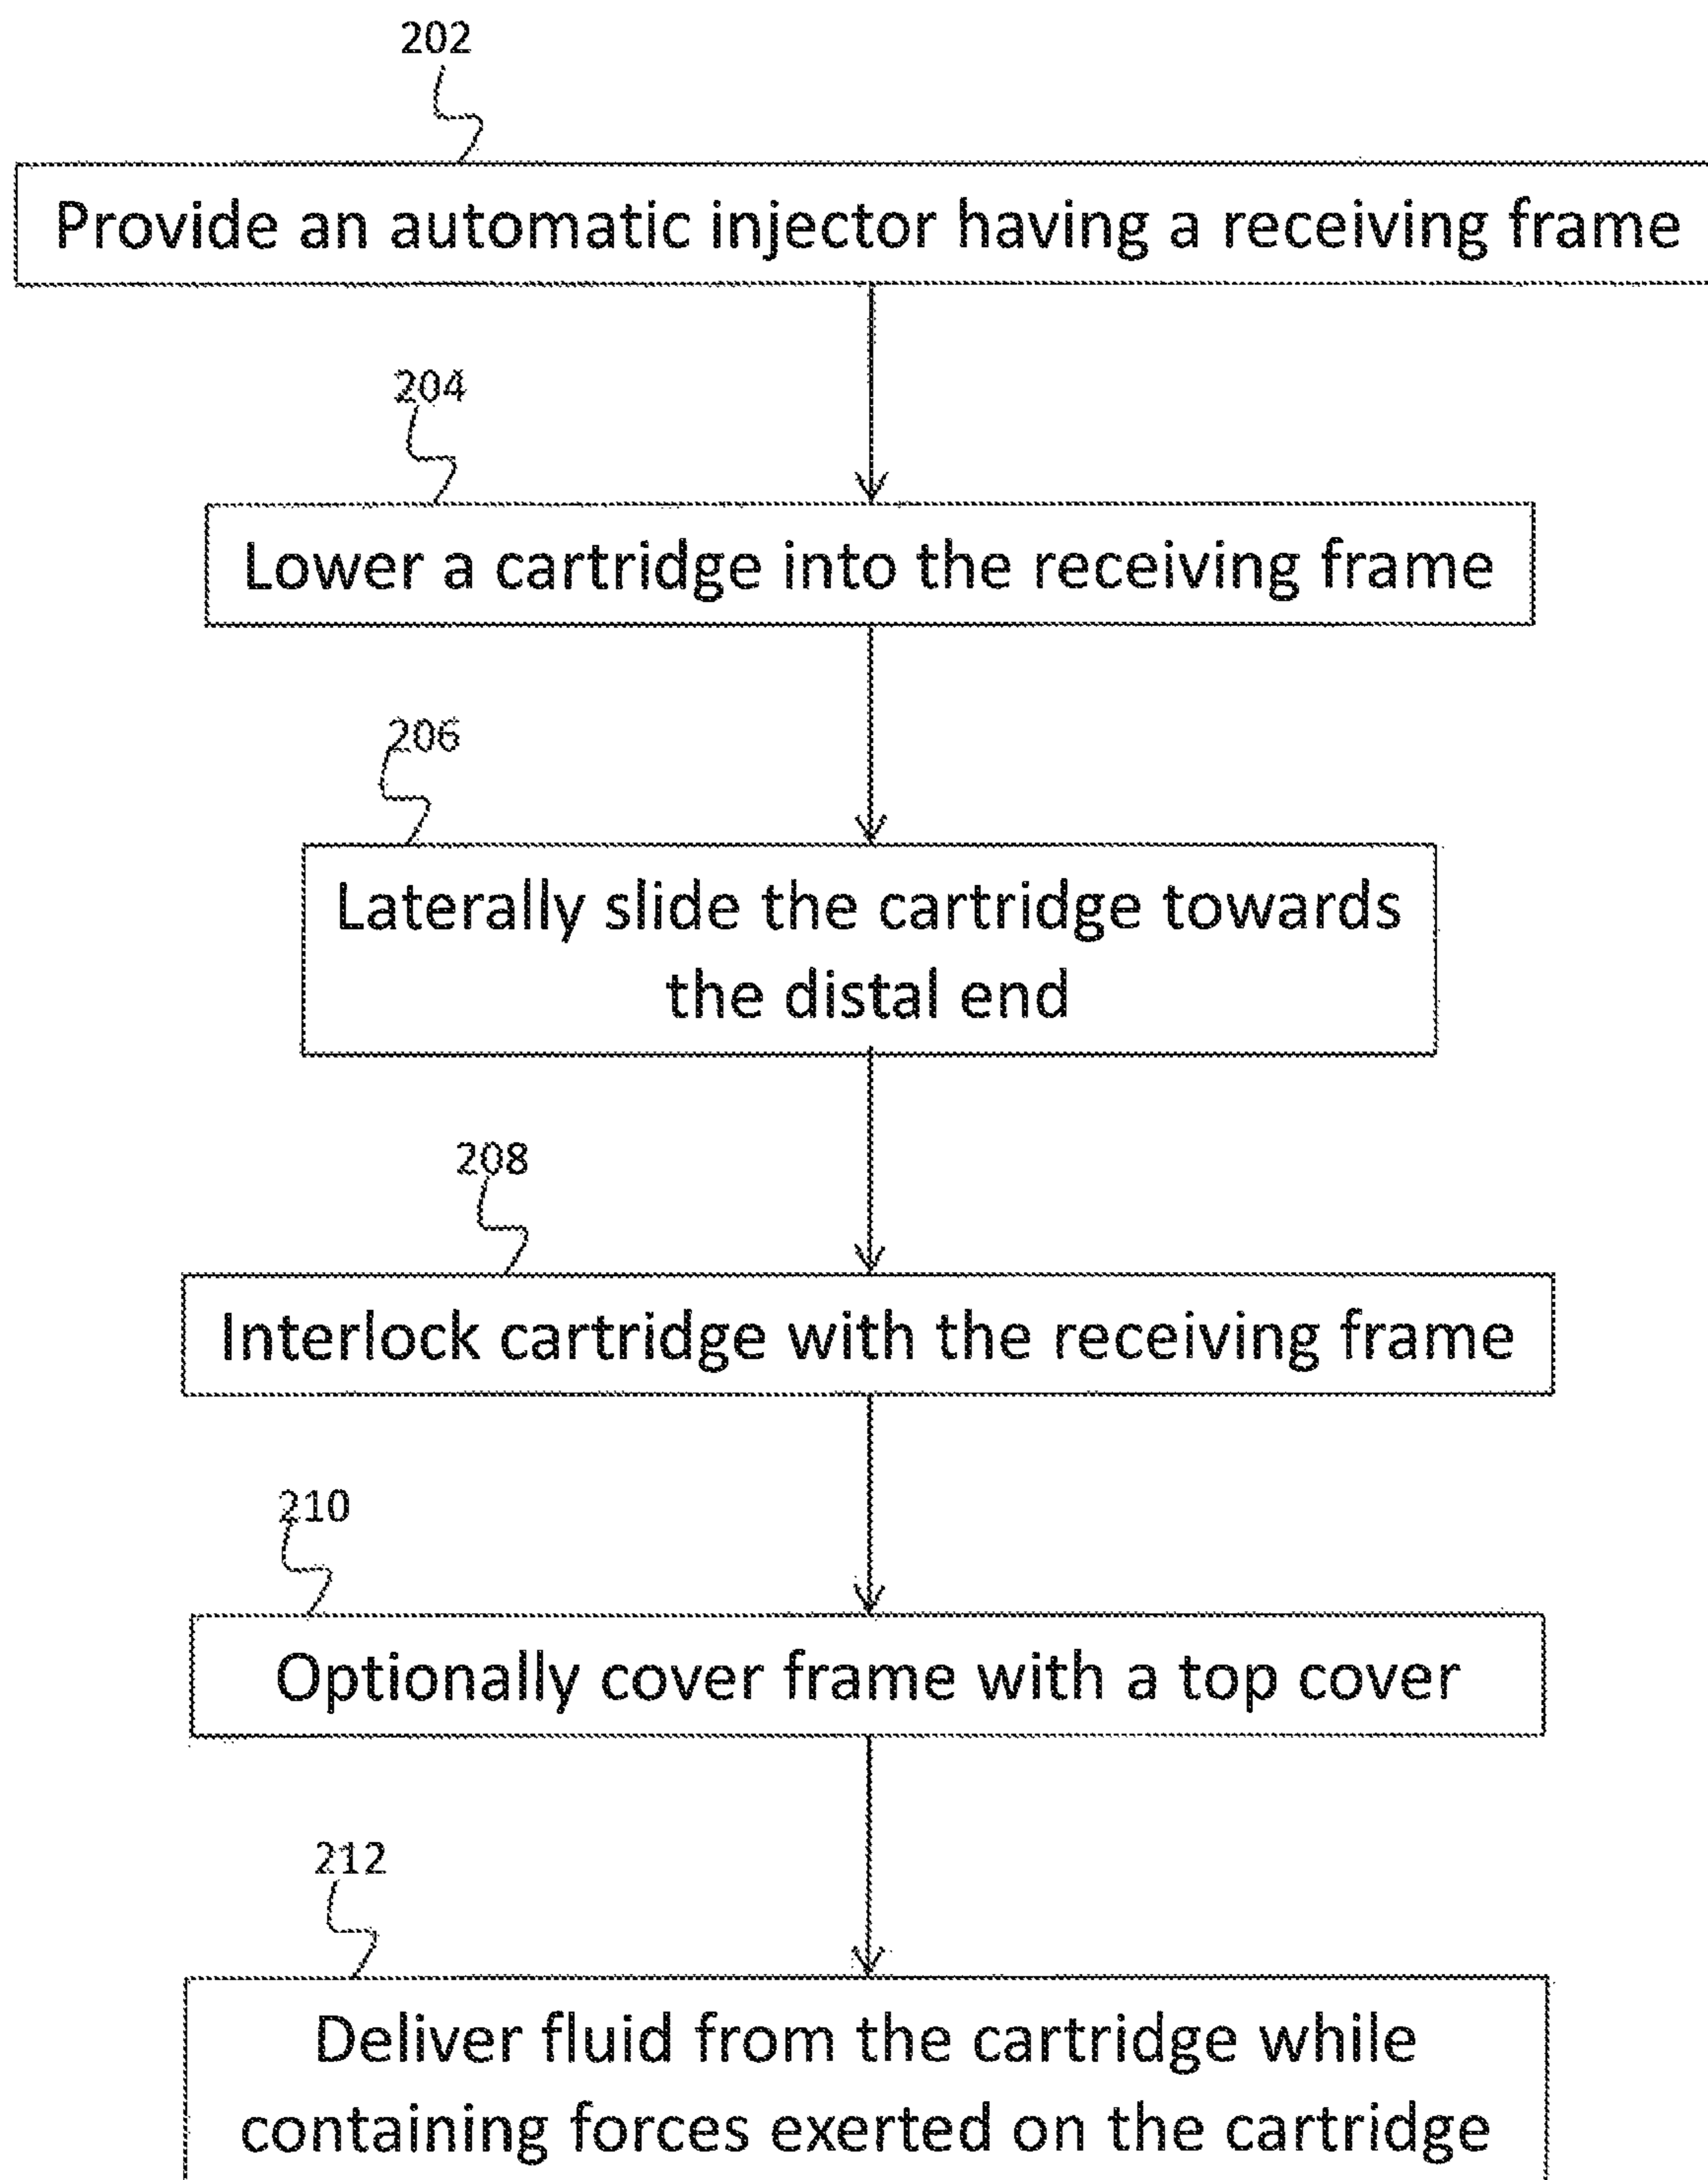 202
Provide an automatic injector having a receiving frame
204
Lower a cartridge into the receiving frame
206
Laterally slide the cartridge towards
the distal end
208
Interlock cartridge with the receiving frame
210
Optionally cover frame with a top cover
212
Deliver fluid from the cartridge while
containing forces exerted on the cartridge